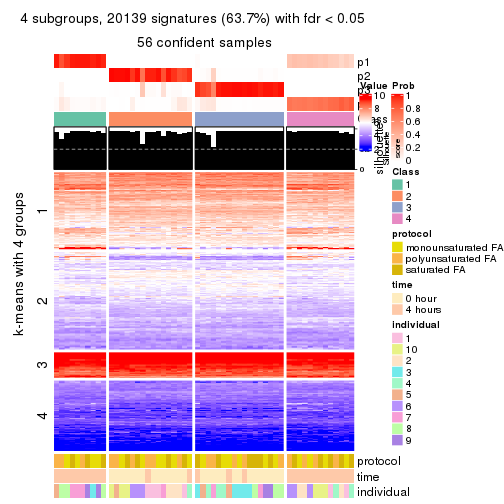 4 subgroups, 20139 signatures (63.7%) with fdr < 0.05
56 confident samples
p1
p2
Value
10
8
Prob
1
0.8
0.6
0.4
0.2
0
silhouette
score
0
Class
1
2
3
4
protocol
monounsaturated FA
polyunsaturated FA
saturated FA
time
0 hour
4 hours
individual
1
10
2
3
4
5
6
7
8
9
k-means with 4 groups
1
2
3
4
protocol
time
individual